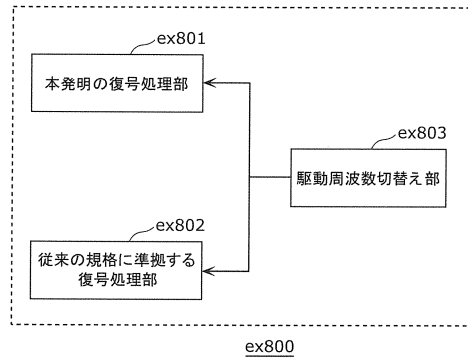 ex801
本発明の復号処理部
ex803
駆動周波数切替え部
ex802
従来の規格に準拠する
復号処理部
ex800